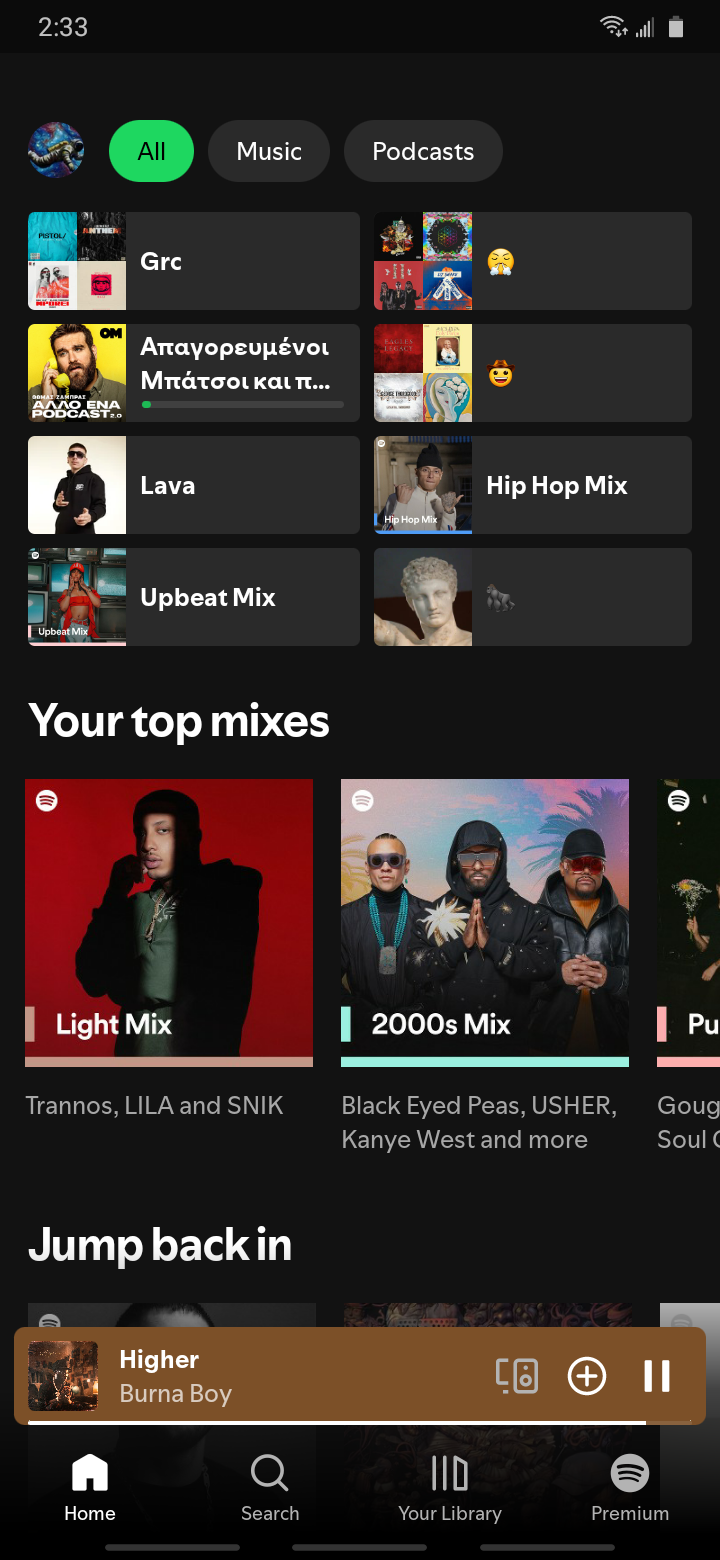 2:33
All
Music
Podcasts
PISTOL/
ANTHEM
Grc
😤
OM
ΘΩΜΑΣ ΖΑΜΠΡΑΣ
ΑΛΛΟ ΕΝΑ
PODCAST 2.0
Απαγορευμένοι
Μπάτσοι και π...
🤠
Lava
Hip Hop Mix
Hip Hop Mix
Upbeat Mix
Upbeat Mix
🦍
Your top mixes
Light Mix
2000s Mix
Pu
Trannos, LILA and SNIK
Black Eyed Peas, USHER,
Kanye West and more
Goug
Soul C
Jump back in
Higher
Burna Boy
Home
Search
Your Library
Premium